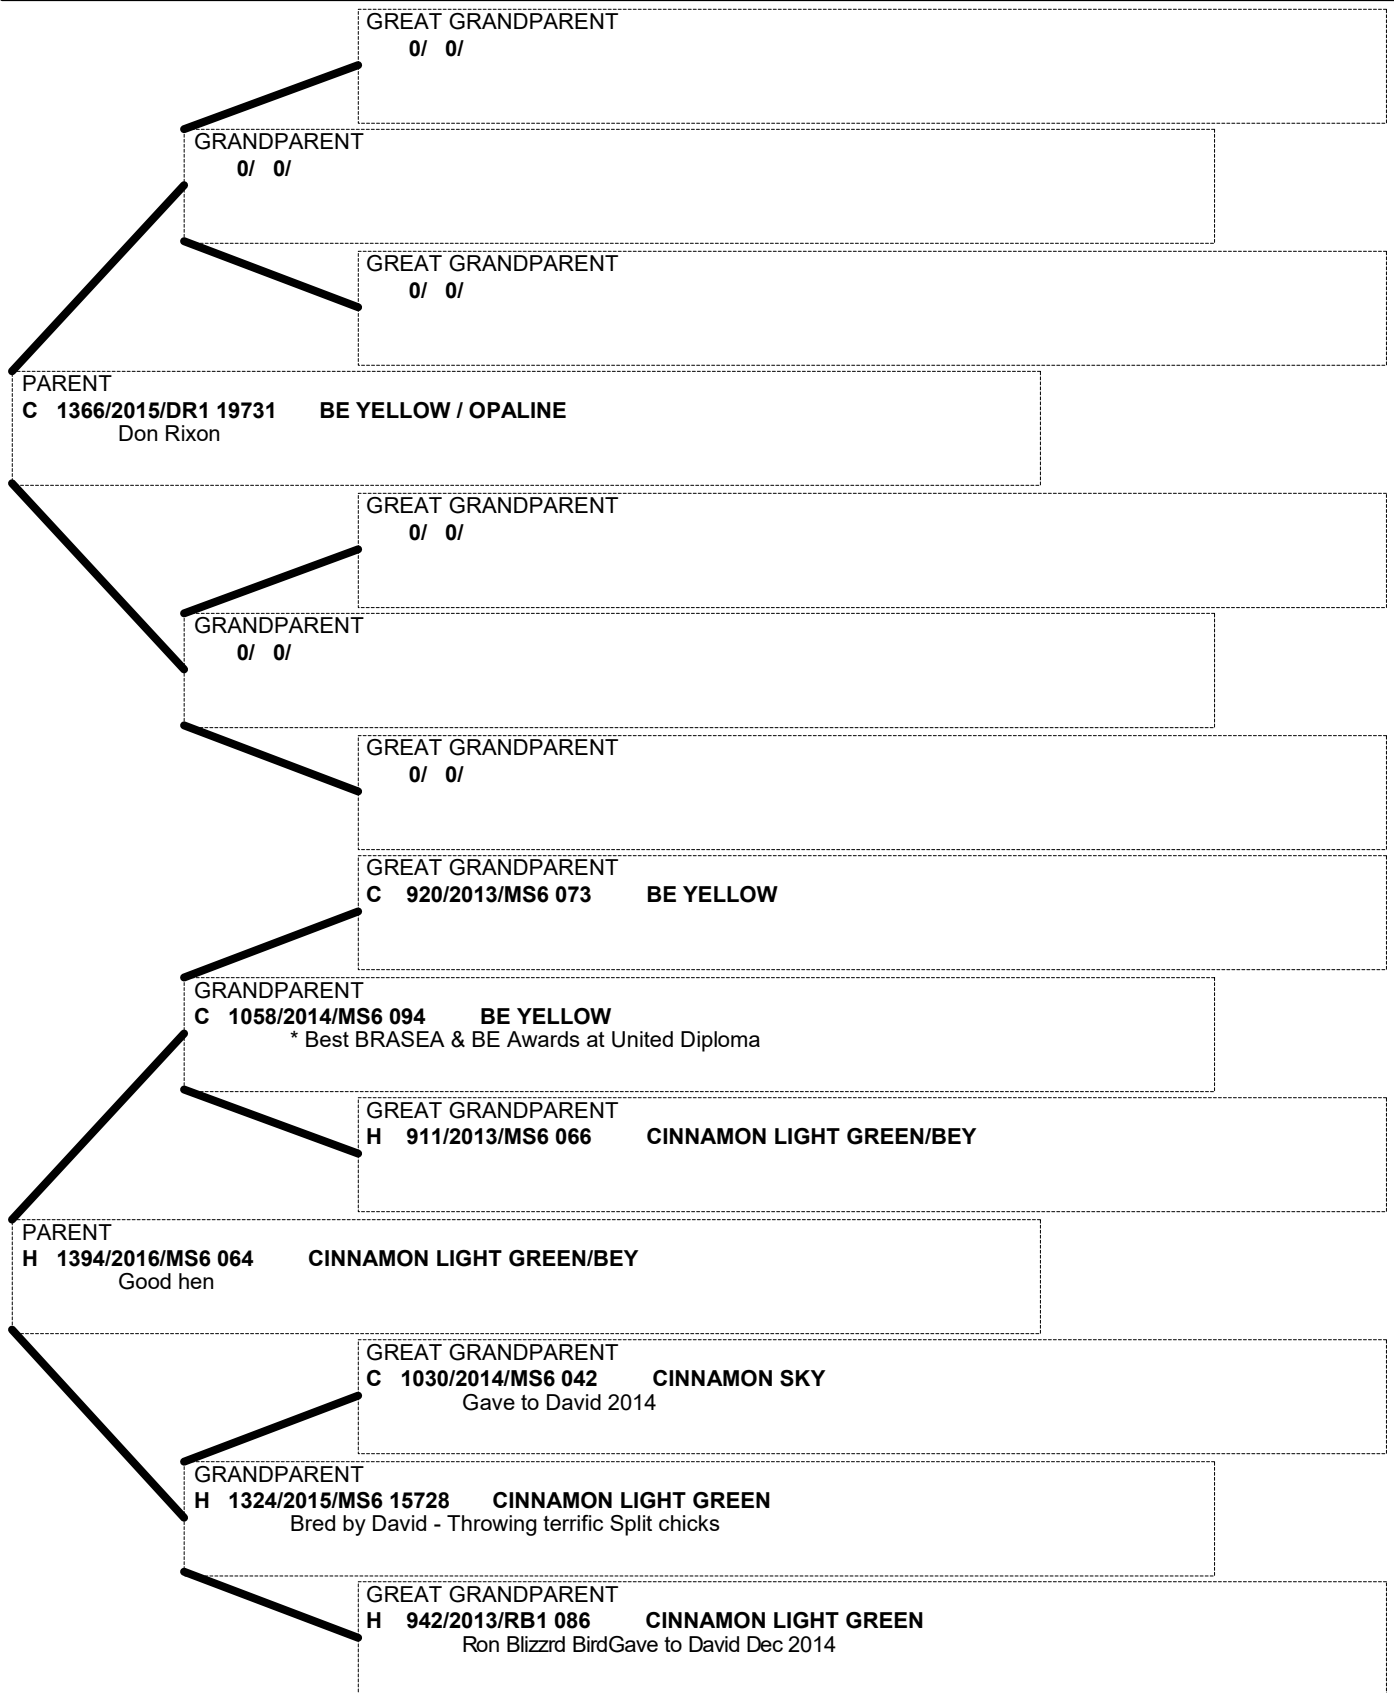 GREAT GRANDPARENT
0/ 0/
GRANDPARENT
0/ 0/
GREAT GRANDPARENT
0/ 0/
PARENT
C 1366/2015/DR1 19731 BE YELLOW / OPALINE
Don Rixon
GREAT GRANDPARENT
0/ 0/
GRANDPARENT
0/ 0/
GREAT GRANDPARENT
0/ 0/
GREAT GRANDPARENT
C 920/2013/MS6 073 BE YELLOW
GRANDPARENT
C 1058/2014/MS6 094 BE YELLOW
* Best BRASEA & BE Awards at United Diploma
GREAT GRANDPARENT
H 911/2013/MS6 066 CINNAMON LIGHT GREEN/BEY
PARENT
H 1394/2016/MS6 064 CINNAMON LIGHT GREEN/BEY
Good hen
GREAT GRANDPARENT
C 1030/2014/MS6 042 CINNAMON SKY
Gave to David 2014
GRANDPARENT
H 1324/2015/MS6 15728 CINNAMON LIGHT GREEN
Bred by David - Throwing terrific Split chicks
GREAT GRANDPARENT
H 942/2013/RB1 086 CINNAMON LIGHT GREEN
Ron Blizzrd BirdGave to David Dec 2014